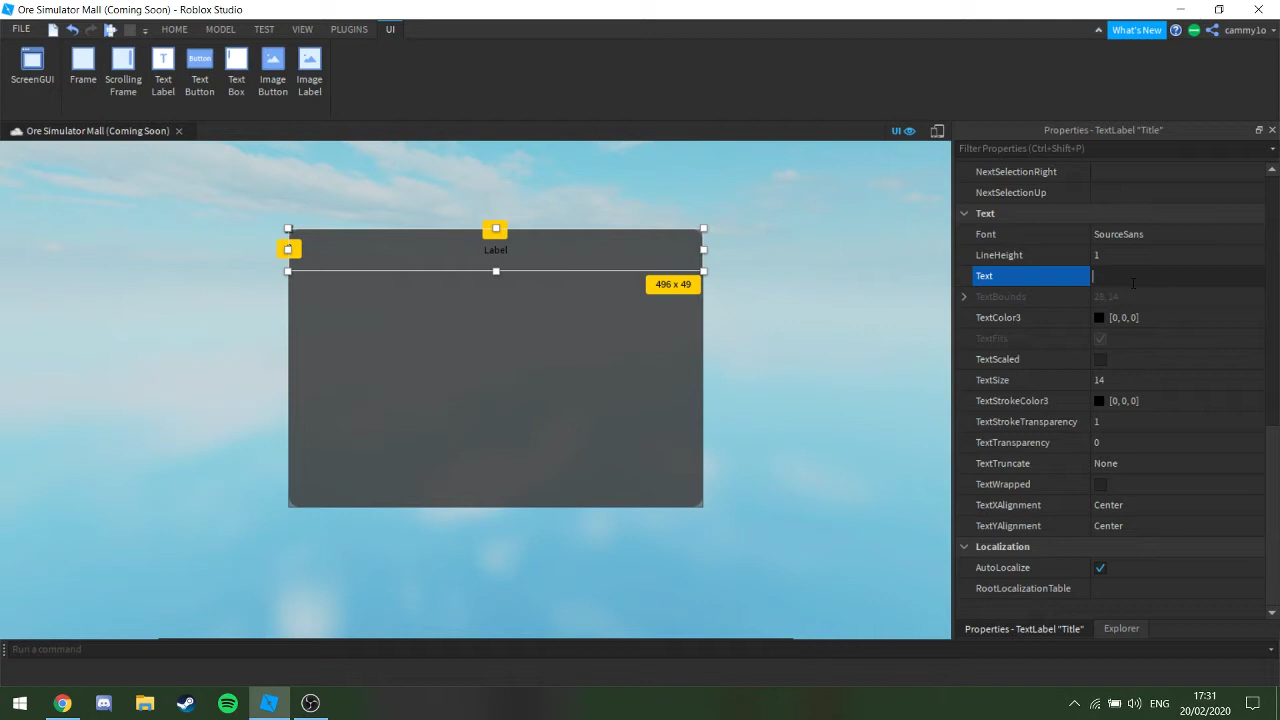 Ore Simulator Mall (Coming Soon) - Roblox Studio
FILE HOME MODEL TEST VIEW PLUGINS UI What's New cammy1o
ScreenGUI Frame Scrolling Frame Text Label Button Text Button Text Box Image Button Image Label
Ore Simulator Mall (Coming Soon) UI
Properties - TextLabel "Title"
Filter Properties (Ctrl+Shift+P)
NextSelectionRight
NextSelectionUp
Text
Font SourceSans
LineHeight 1
Text
TextBounds 28, 14
TextColor3 [0, 0, 0]
TextFits
TextScaled
TextSize 14
TextStrokeColor3 [0, 0, 0]
TextStrokeTransparency 1
TextTransparency 0
TextTruncate None
TextWrapped
TextXAlignment Center
TextYAlignment Center
Localization
AutoLocalize
RootLocalizationTable
Label
496 x 49
Properties - TextLabel "Title" Explorer
Run a command
ENG
17:31
20/02/2020